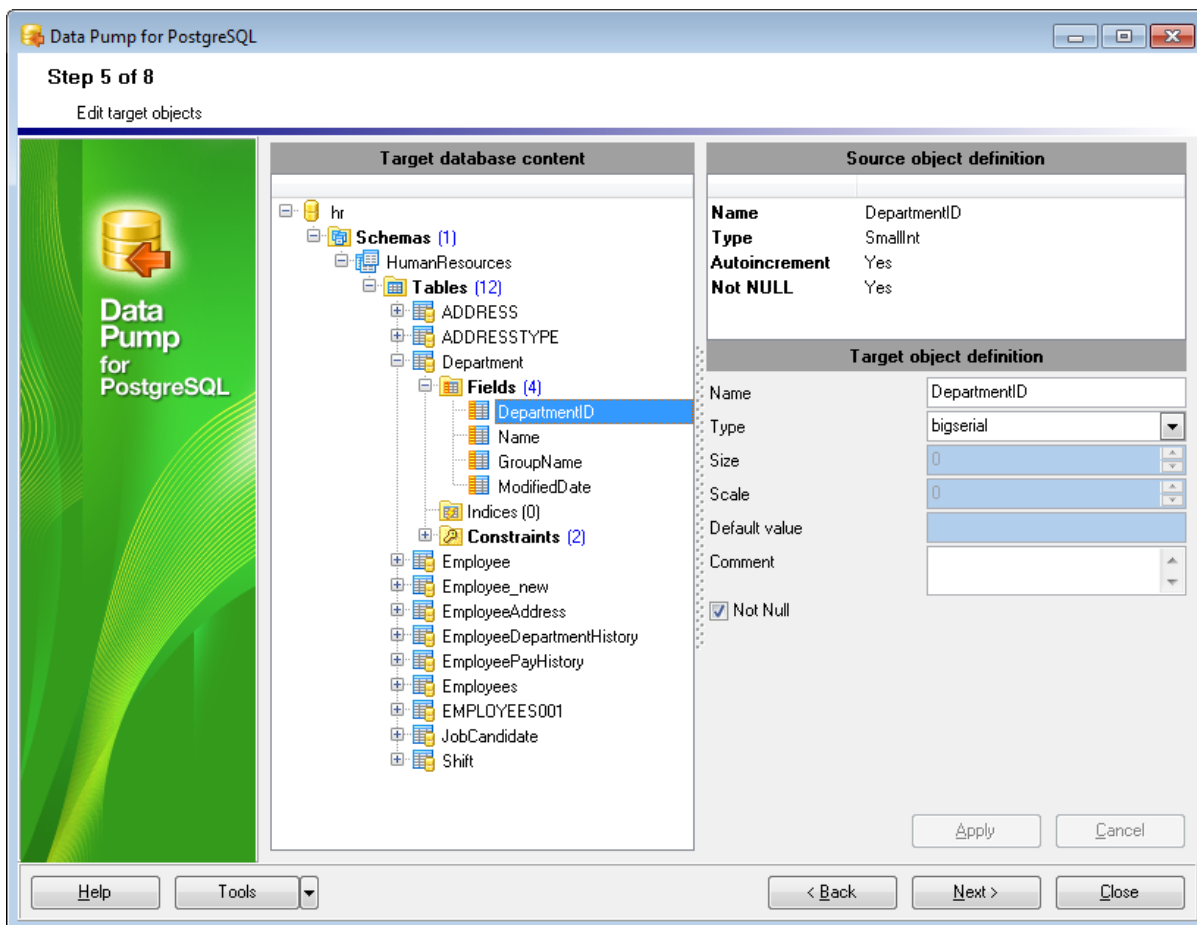 Data Pump for PostgreSQL
Step 5 of 8
Edit target objects
Data
Pump
for
PostgreSQL
Target database content
hr
Schemas (1)
HumanResources
Tables (12)
ADDRESS
ADDRESSTYPE
Department
Fields (4)
DepartmentID
Name
GroupName
ModifiedDate
Indices (0)
Constraints (2)
Employee
Employee_new
EmployeeAddress
EmployeeDepartmentHistory
EmployeePayHistory
Employees
EMPLOYEES001
JobCandidate
Shift
Source object definition
Name DepartmentID
Type SmallInt
Autoincrement Yes
Not NULL Yes
Target object definition
Name DepartmentID
Type bigserial
Size 0
Scale 0
Default value
Comment
Not Null
Apply Cancel
Help Tools < Back Next > Close